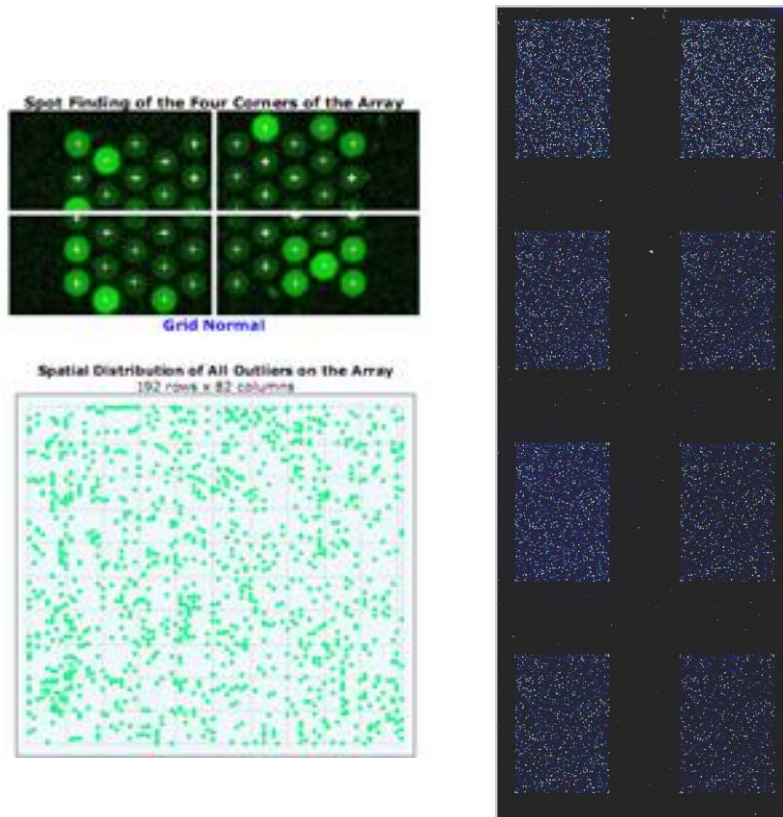 Spot Finding of the Four Corners of the Array
Grid Normal
Spatial Distribution of All Outliers on the Array
192 rows x 82 columns